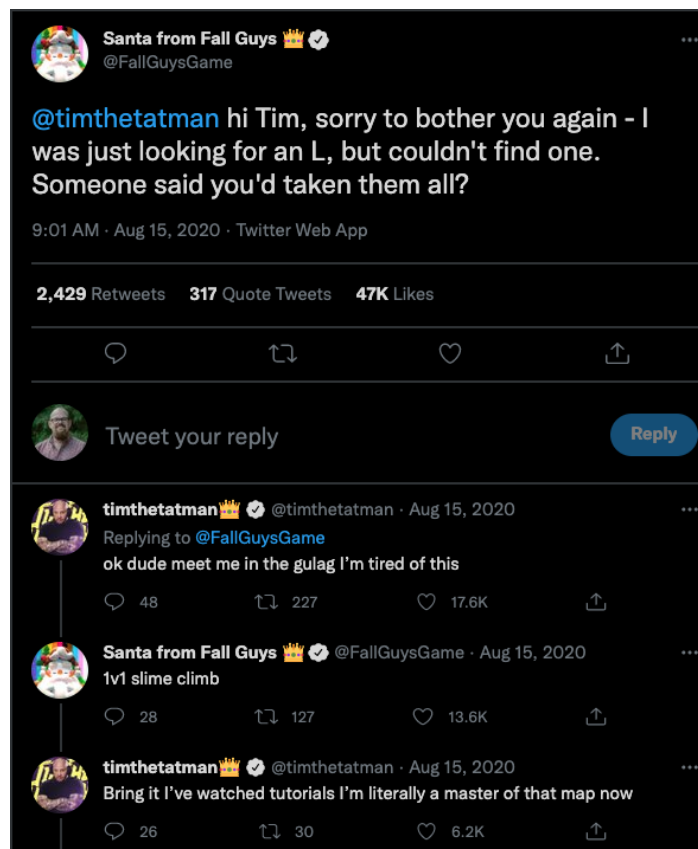 Santa from Fall Guys 👑
@FallGuysGame
@timthetatman hi Tim, sorry to bother you again - I
was just looking for an L, but couldn't find one.
Someone said you'd taken them all?
9:01 AM · Aug 15, 2020 · Twitter Web App
2,429 Retweets 317 Quote Tweets 47K Likes
Tweet your reply
Reply
timthetatman👑 @timthetatman · Aug 15, 2020
Replying to @FallGuysGame
ok dude meet me in the gulag I’m tired of this
48 227 17.6K
Santa from Fall Guys 👑 @FallGuysGame · Aug 15, 2020
1v1 slime climb
28 127 13.6K
timthetatman👑 @timthetatman · Aug 15, 2020
Bring it I’ve watched tutorials I’m literally a master of that map now
26 30 6.2K